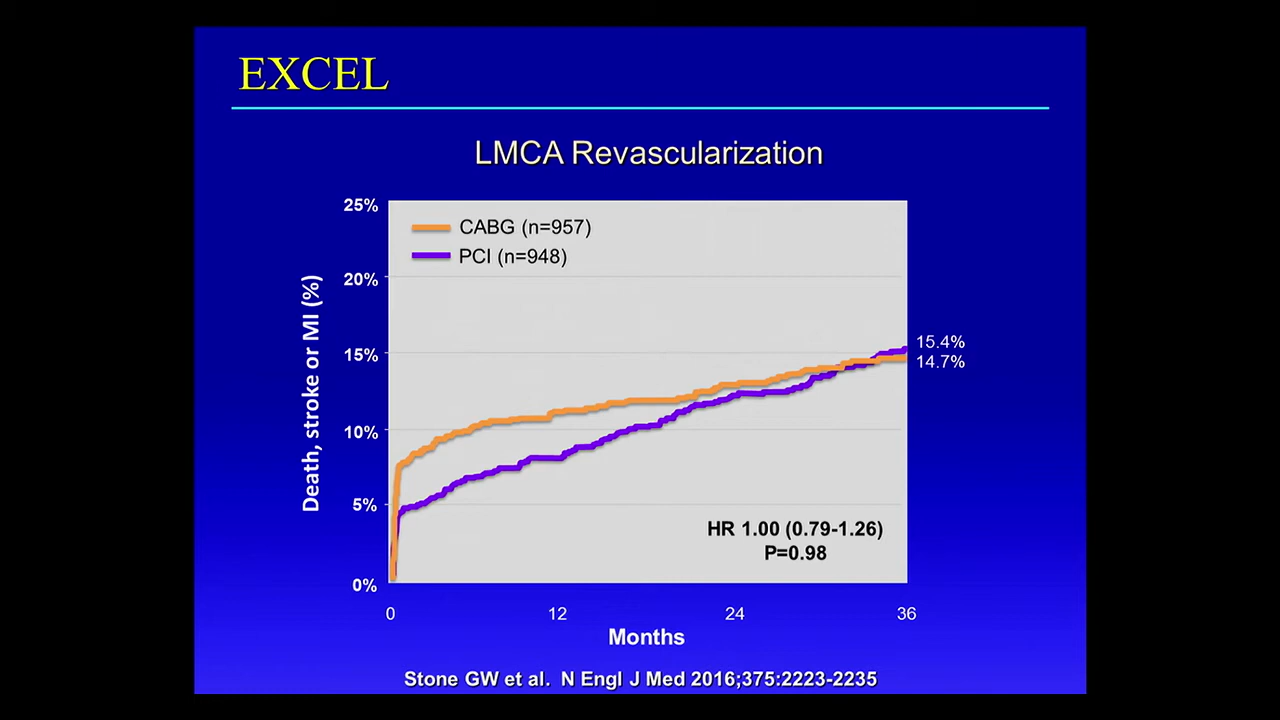 EXCEL
LMCA Revascularization
25%
20%
15%
10%
5%
0%
Death, stroke or MI (%)
CABG (n=957)
PCI (n=948)
15.4%
14.7%
HR 1.00 (0.79-1.26)
P=0.98
0 12 24 36
Months
Stone GW et al. N Engl J Med 2016;375:2223-2235